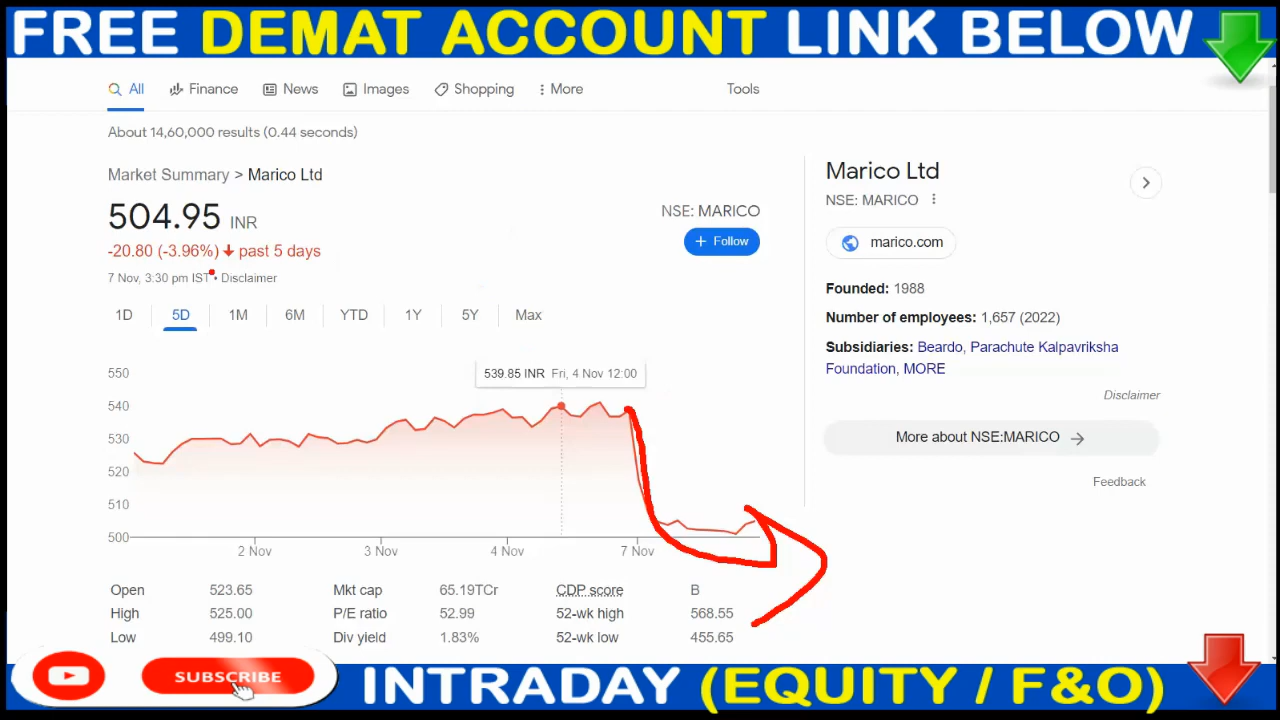 FREE DEMAT ACCOUNT LINK BELOW
All Finance News Images Shopping More Tools
About 14,60,000 results (0.44 seconds)
Market Summary > Marico Ltd
504.95 INR
NSE: MARICO
+ Follow
-20.80 (-3.96%) past 5 days
7 Nov, 3:30 pm IST • Disclaimer
1D 5D 1M 6M YTD 1Y 5Y Max
539.85 INR Fri, 4 Nov 12:00
550
540
530
520
510
500
2 Nov 3 Nov 4 Nov 7 Nov
Open 523.65 Mkt cap 65.19TCr CDP score B
High 525.00 P/E ratio 52.99 52-wk high 568.55
Low 499.10 Div yield 1.83% 52-wk low 455.65
Marico Ltd
NSE: MARICO
marico.com
Founded: 1988
Number of employees: 1,657 (2022)
Subsidiaries: Beardo, Parachute Kalpavriksha
Foundation, MORE
Disclaimer
More about NSE:MARICO
Feedback
SUBSCRIBE
INTRADAY (EQUITY / F&O)